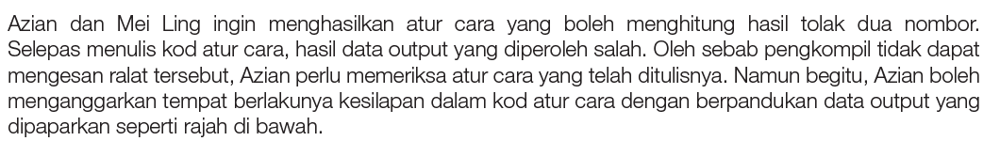 Azian dan Mei Ling ingin menghasilkan atur cara yang boleh menghitung hasil tolak dua nombor.
Selepas menulis kod atur cara, hasil data output yang diperoleh salah. Oleh sebab pengkompil tidak dapat
mengesan ralat tersebut, Azian perlu memeriksa atur cara yang telah ditulisnya. Namun begitu, Azian boleh
menganggarkan tempat berlakunya kesilapan dalam kod atur cara dengan berpandukan data output yang
dipaparkan seperti rajah di bawah.